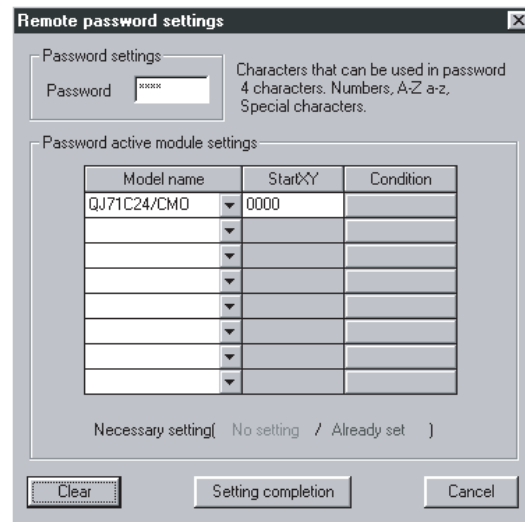 Remote password settings
Password settings
Password ****
Characters that can be used in password
4 characters. Numbers, A-Z a-z,
Special characters.
Password active module settings
Model name StartXY Condition
QJ71C24/CMO 0000
Necessary setting( No setting / Already set )
Clear Setting completion Cancel